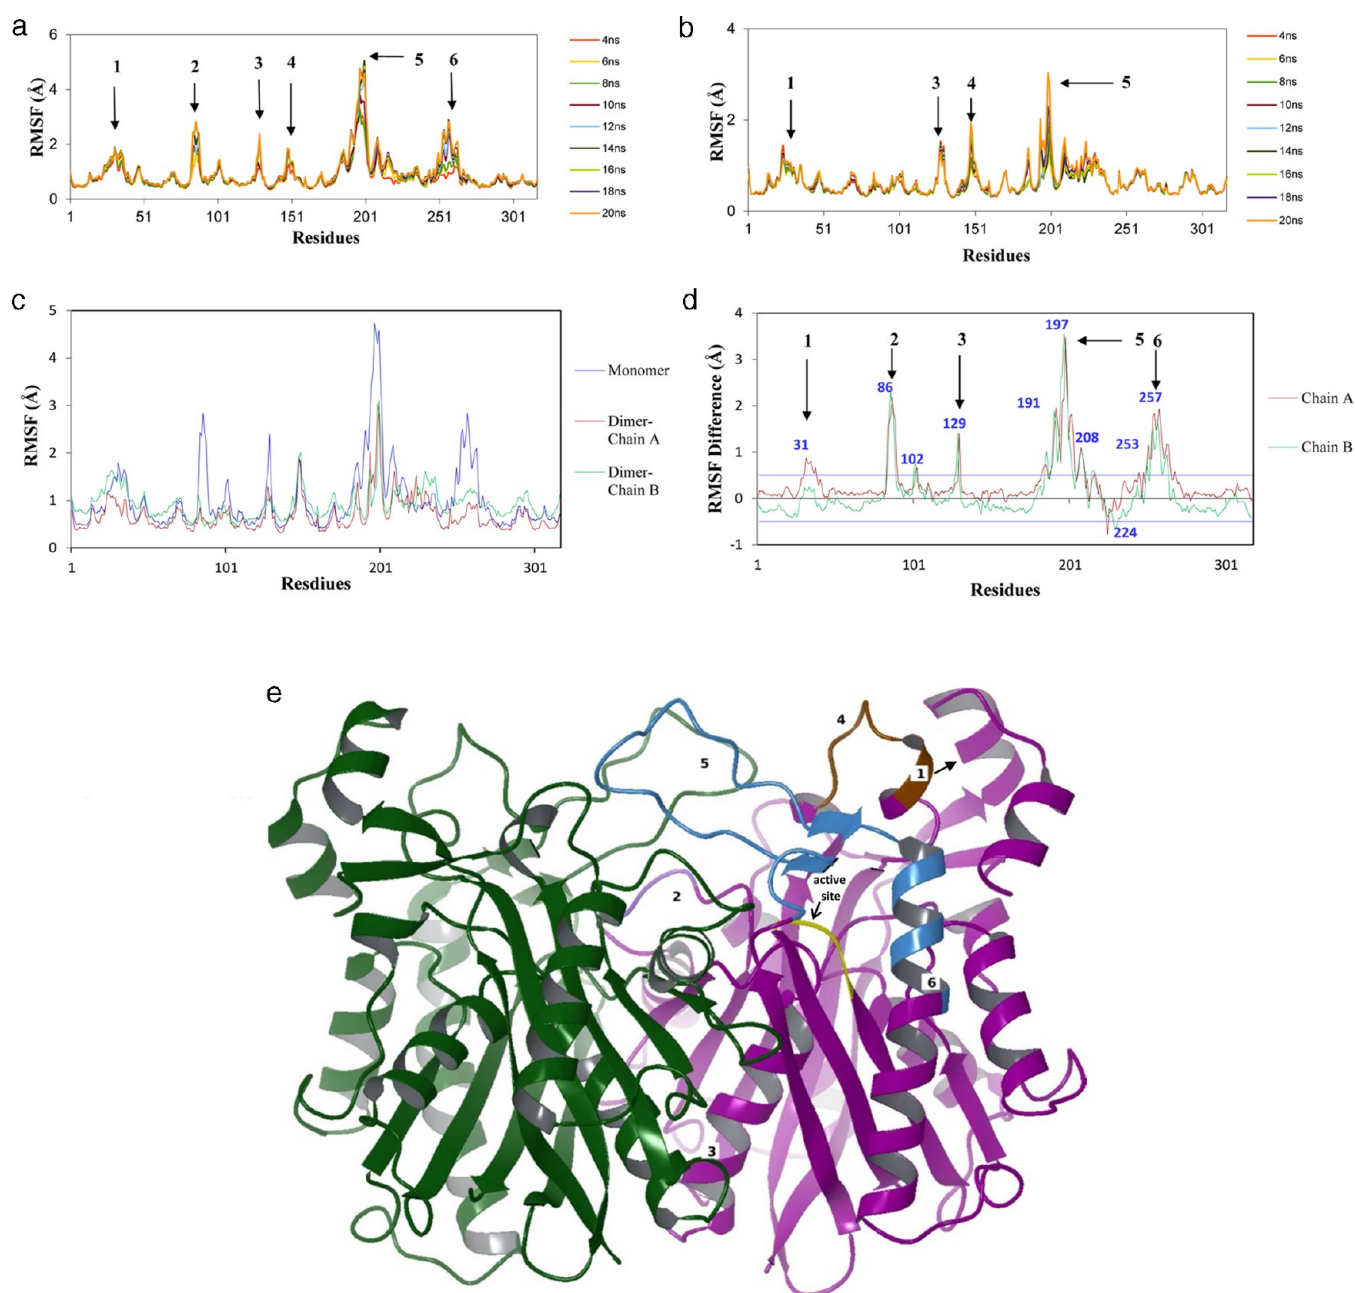 a
6
4
2
0
RMSF (Å)
1
2
3
4
5
6
1
51
101
151
201
251
301
Residues
4ns
6ns
8ns
10ns
12ns
14ns
16ns
18ns
20ns
b
4
2
0
RMSF (Å)
1
3
4
5
1
51
101
151
201
251
301
Residues
4ns
6ns
8ns
10ns
12ns
14ns
16ns
18ns
20ns
c
5
4
3
2
1
0
RMSF (Å)
1
101
201
301
Resdiues
Monomer
Dimer-
Chain A
Dimer-
Chain B
d
4
3
2
1
0
-1
RMSF Difference (Å)
1
2
3
5
6
31
86
102
129
191
197
208
224
253
257
1
101
201
301
Residues
Chain A
Chain B
e
4
5
1
2
active
site
6
3